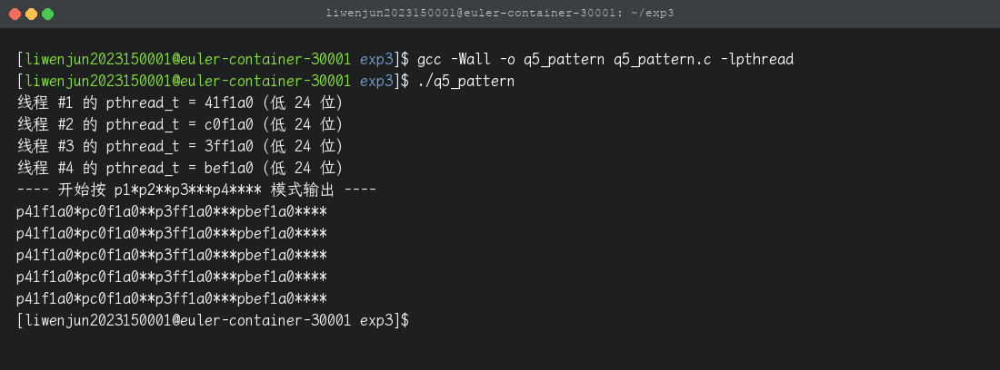 liwenjun2023150001@euler-container-30001: ~/exp3
[liwenjun2023150001@euler-container-30001 exp3]$ gcc -Wall -o q5_pattern q5_pattern.c -lpthread
[liwenjun2023150001@euler-container-30001 exp3]$ ./q5_pattern
线程 #1 的 pthread_t = 41f1a0 (低 24 位)
线程 #2 的 pthread_t = c0f1a0 (低 24 位)
线程 #3 的 pthread_t = 3ff1a0 (低 24 位)
线程 #4 的 pthread_t = bef1a0 (低 24 位)
---- 开始按 p1*p2**p3***p4**** 模式输出 ----
p41f1a0*pc0f1a0**p3ff1a0***pbef1a0****
p41f1a0*pc0f1a0**p3ff1a0***pbef1a0****
p41f1a0*pc0f1a0**p3ff1a0***pbef1a0****
p41f1a0*pc0f1a0**p3ff1a0***pbef1a0****
p41f1a0*pc0f1a0**p3ff1a0***pbef1a0****
[liwenjun2023150001@euler-container-30001 exp3]$